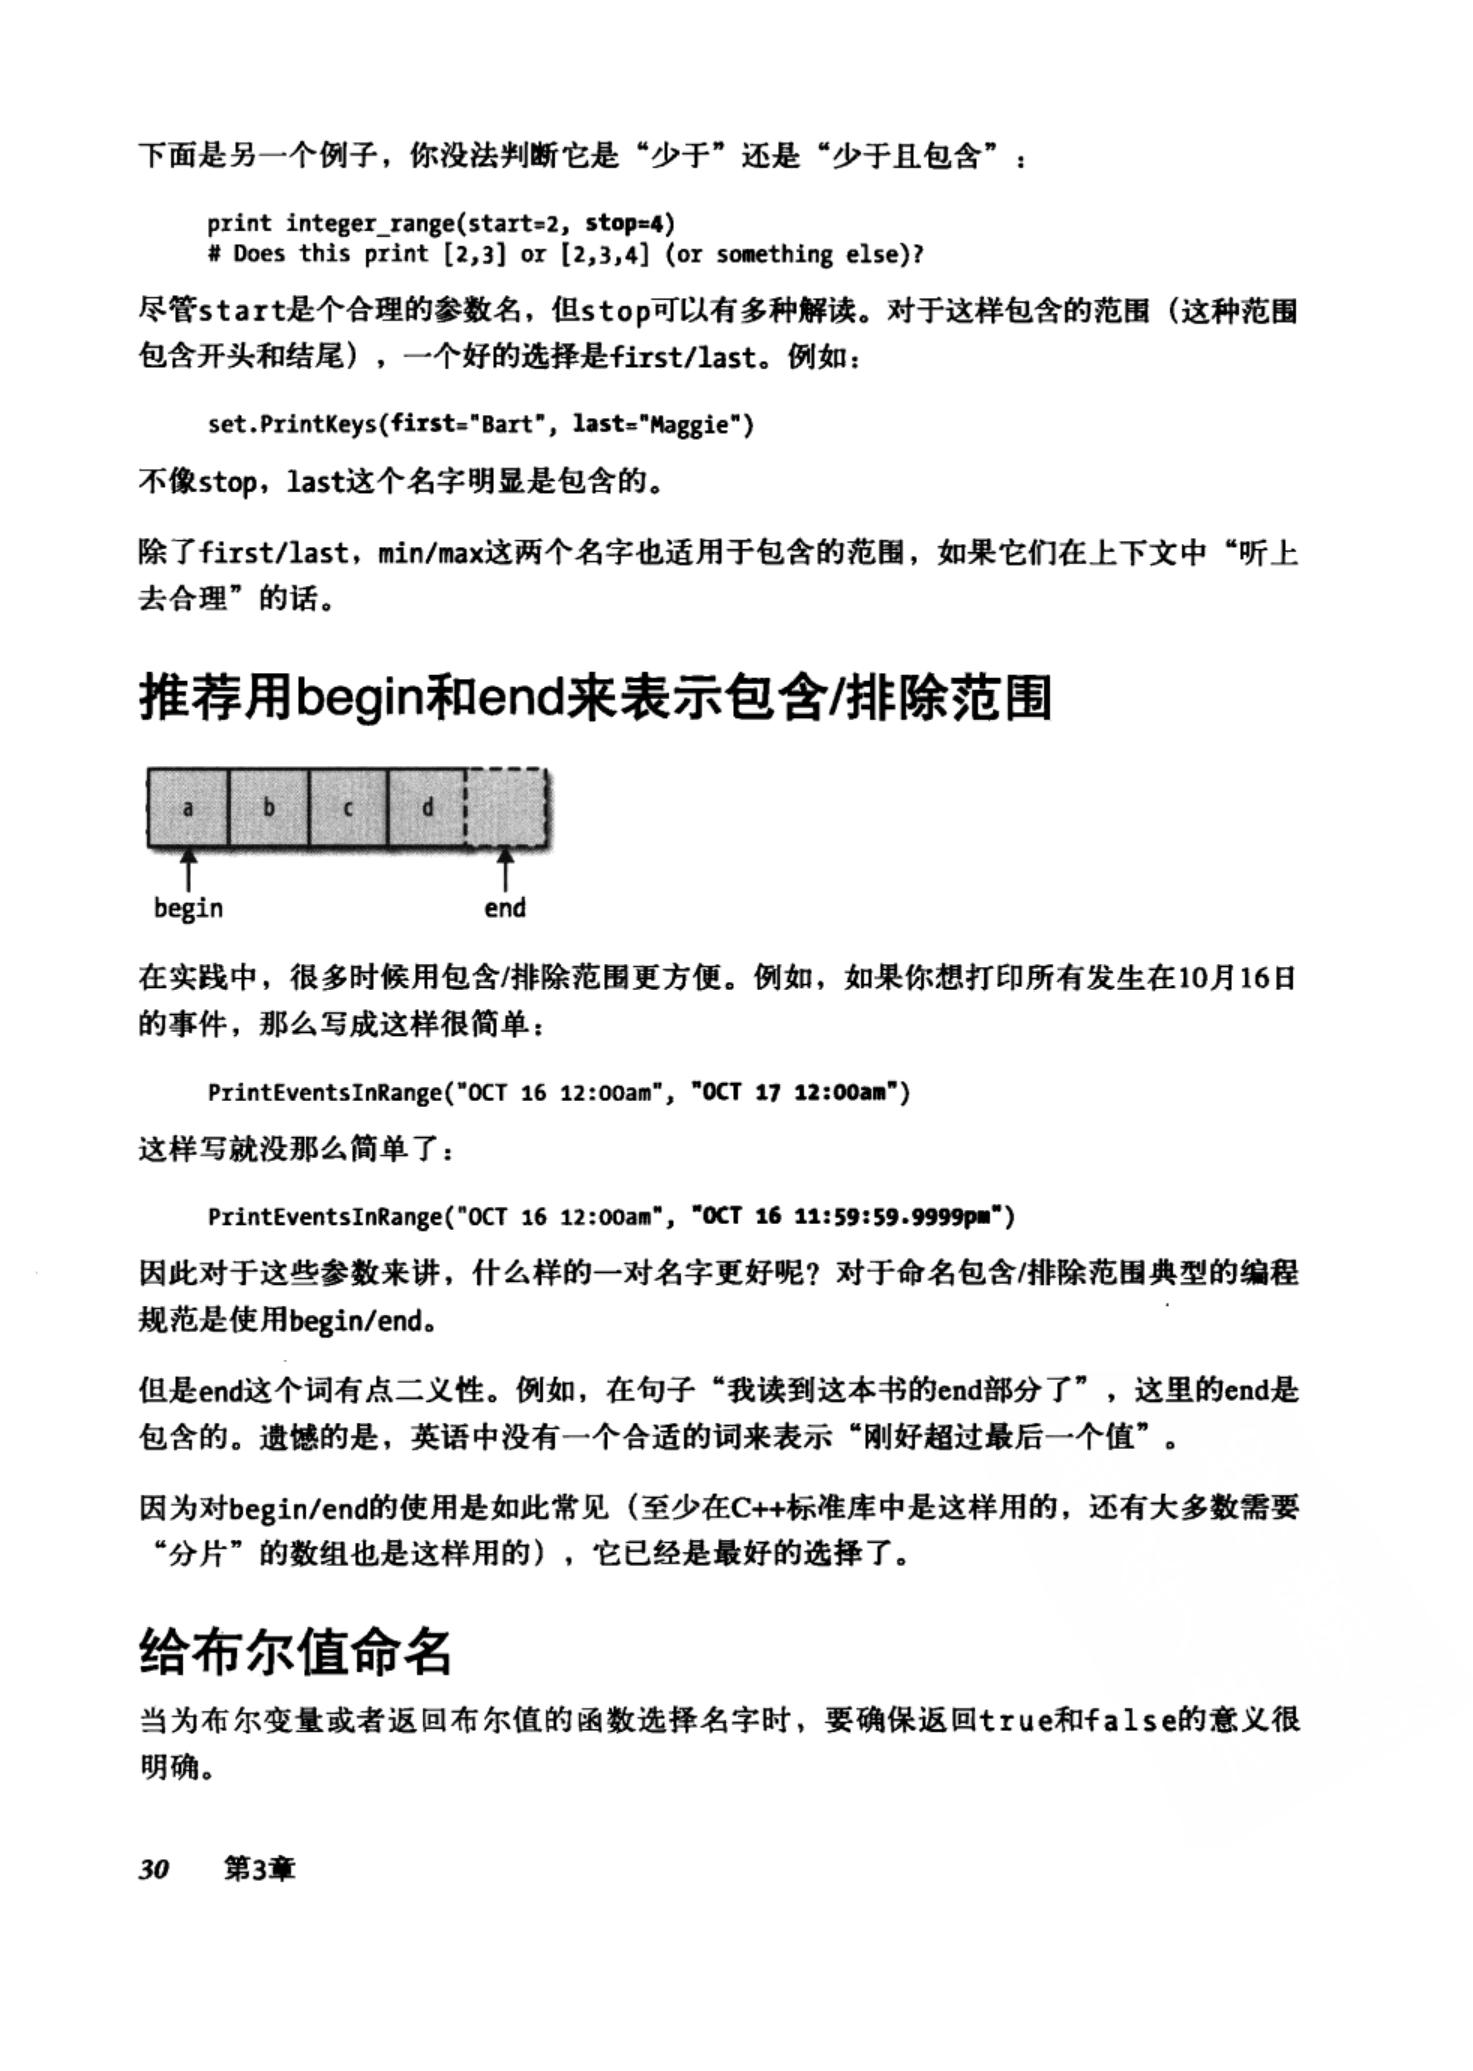 下面是另一个例子，你没法判断它是“少于”还是“少于且包含”：
print integer_range(start=2, stop=4)
# Does this print [2,3] or [2,3,4] (or something else)?
尽管start是个合理的参数名，但stop可以有多种解读。对于这样包含的范围（这种范围
包含开头和结尾），一个好的选择是first/last。例如：
set.PrintKeys(first="Bart", last="Maggie")
不像stop，last这个名字明显是包含的。
除了first/last，min/max这两个名字也适用于包含的范围，如果它们在上下文中“听上
去合理”的话。
推荐用begin和end来表示包含/排除范围
a b c d
begin end
在实践中，很多时候用包含/排除范围更方便。例如，如果你想打印所有发生在10月16日
的事件，那么写成这样很简单：
PrintEventsInRange("OCT 16 12:00am", "OCT 17 12:00am")
这样写就没那么简单了：
PrintEventsInRange("OCT 16 12:00am", "OCT 16 11:59:59.9999pm")
因此对于这些参数来讲，什么样的一对名字更好呢？对于命名包含/排除范围典型的编程
规范是使用begin/end。
但是end这个词有点二义性。例如，在句子“我读到这本书的end部分了”，这里的end是
包含的。遗憾的是，英语中没有一个合适的词来表示“刚好超过最后一个值”。
因为对begin/end的使用是如此常见（至少在C++标准库中是这样用的，还有大多数需要
“分片”的数组也是这样用的），它已经是最好的选择了。
给布尔值命名
当为布尔变量或者返回布尔值的函数选择名字时，要确保返回true和false的意义很
明确。
30 第3章